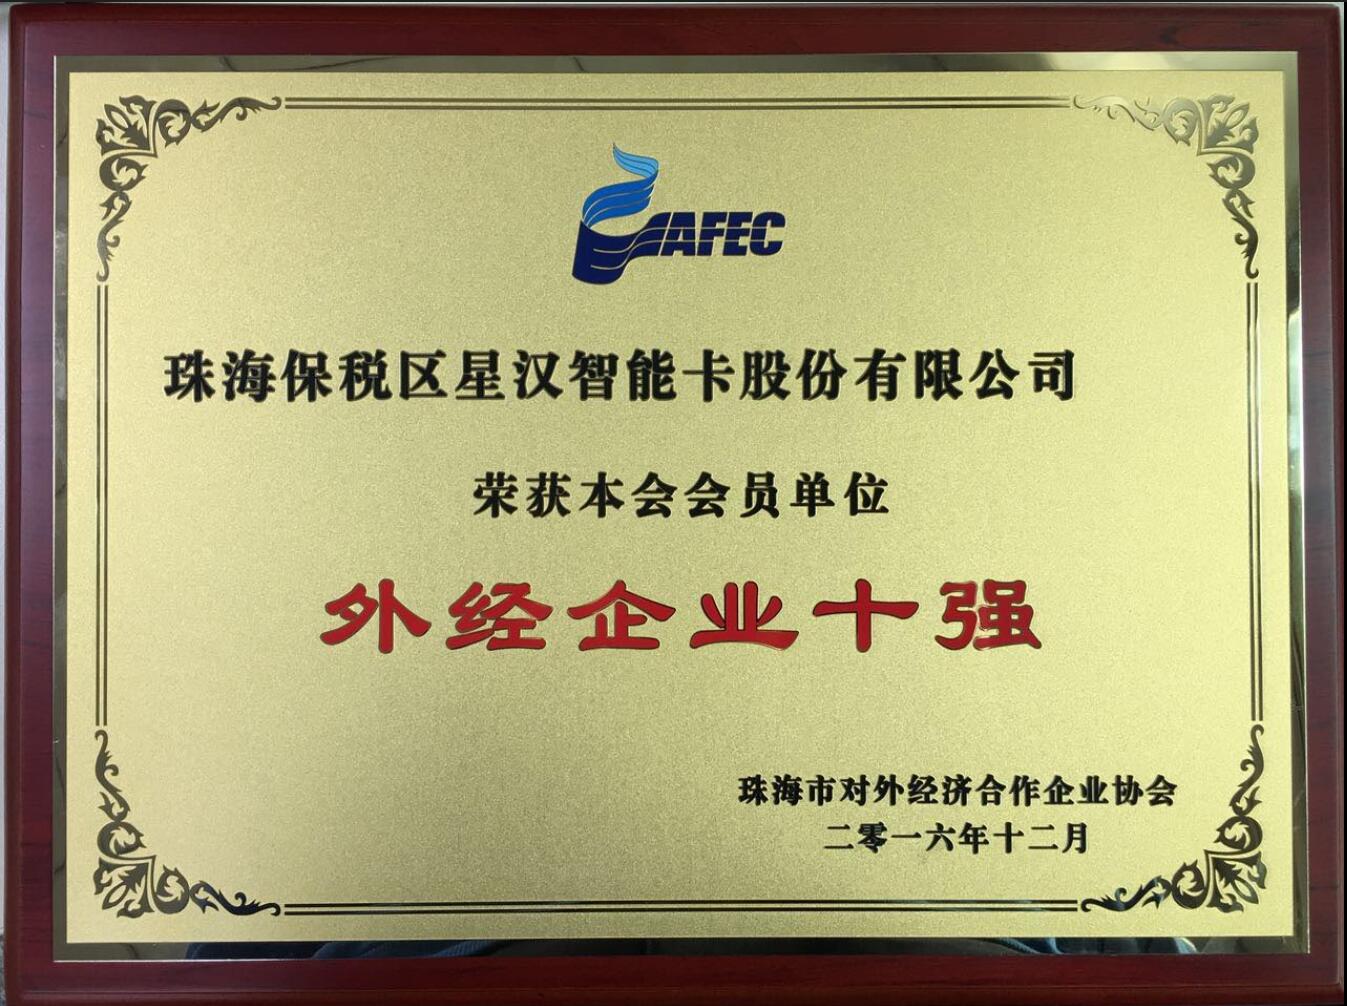 AFEC
珠海保税区星汉智能卡股份有限公司
荣获本会会员单位
外经企业十强
珠海市对外经济合作企业协会
二零一六年十二月